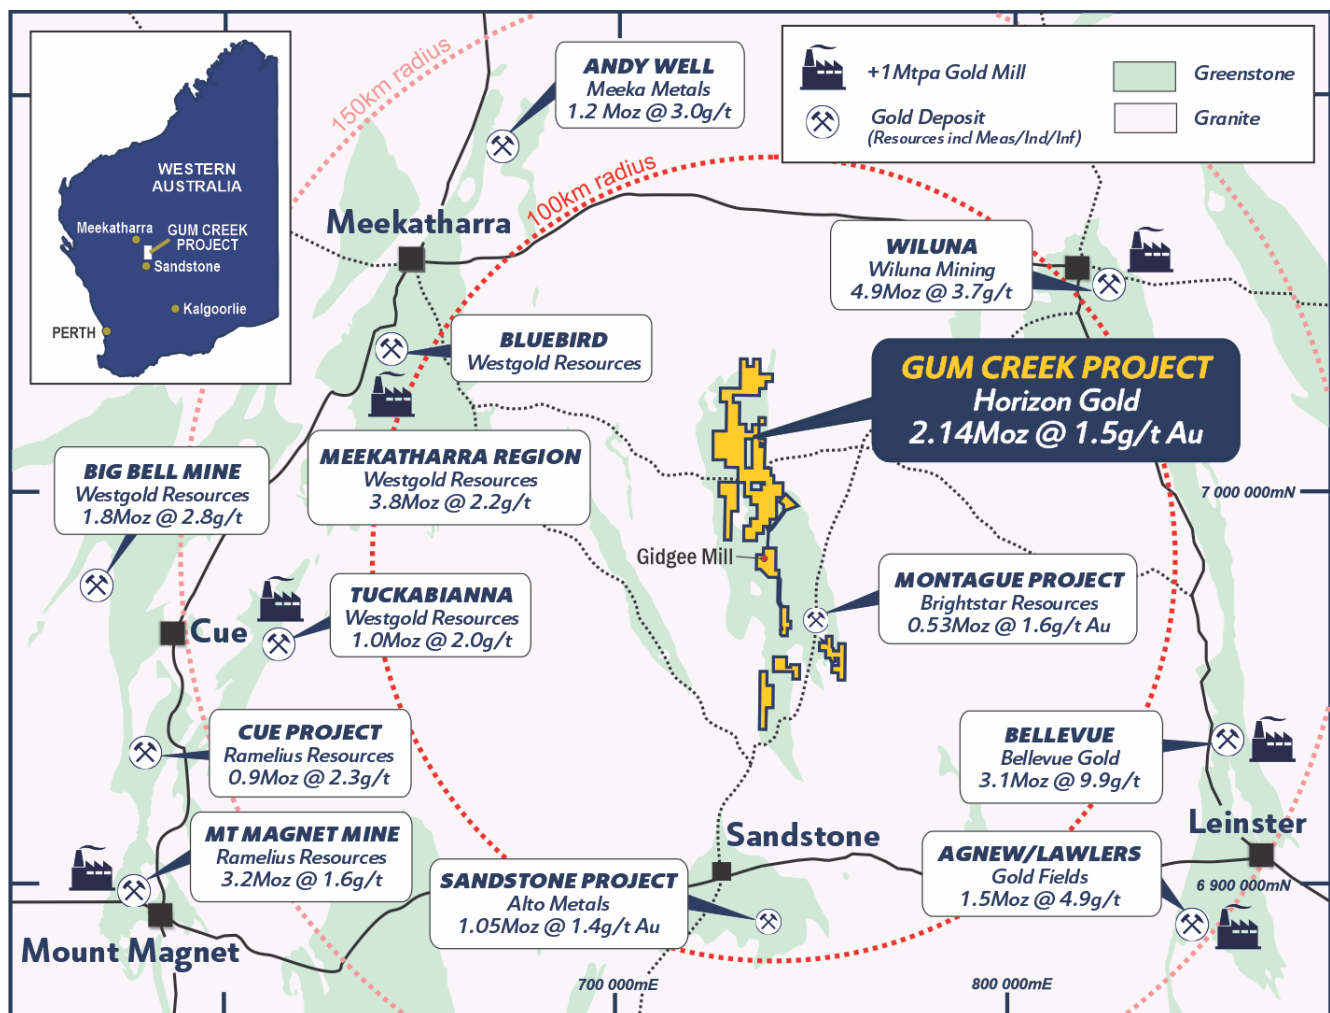 150km radius
100km radius
ANDY WELL
Meeka Metals
1.2 Moz @ 3.0g/t
+1Mtpa Gold Mill
Gold Deposit
(Resources incl Meas/Ind/Inf)
Greenstone
Granite
WESTERN
AUSTRALIA
Meekatharra
GUM CREEK
PROJECT
Sandstone
Kalgoorlie
PERTH
Meekatharra
WILUNA
Wiluna Mining
4.9Moz @ 3.7g/t
BLUEBIRD
Westgold Resources
GUM CREEK PROJECT
Horizon Gold
2.14Moz @ 1.5g/t Au
BIG BELL MINE
Westgold Resources
1.8Moz @ 2.8g/t
MEEKATHARRA REGION
Westgold Resources
3.8Moz @ 2.2g/t
7 000 000mN
Gidgee Mill
TUCKABIANNA
Westgold Resources
1.0Moz @ 2.0g/t
MONTAGUE PROJECT
Brightstar Resources
0.53Moz @ 1.6g/t Au
Cue
CUE PROJECT
Ramelius Resources
0.9Moz @ 2.3g/t
BELLEVUE
Bellevue Gold
3.1Moz @ 9.9g/t
MT MAGNET MINE
Ramelius Resources
3.2Moz @ 1.6g/t
Sandstone
Leinster
SANDSTONE PROJECT
Alto Metals
1.05Moz @ 1.4g/t Au
AGNEW/LAWLERS
Gold Fields
1.5Moz @ 4.9g/t
6 900 000mN
Mount Magnet
700 000mE
800 000mE